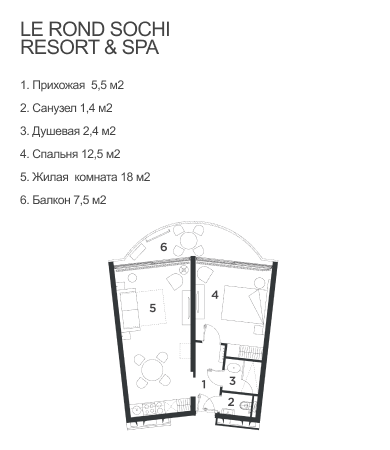 LE ROND SOCHI
RESORT & SPA
1. Прихожая 5,5 м2
2. Санузел 1,4 м2
3. Душевая 2,4 м2
4. Спальня 12,5 м2
5. Жилая комната 18 м2
6. Балкон 7,5 м2
6
5
4
3
1
2